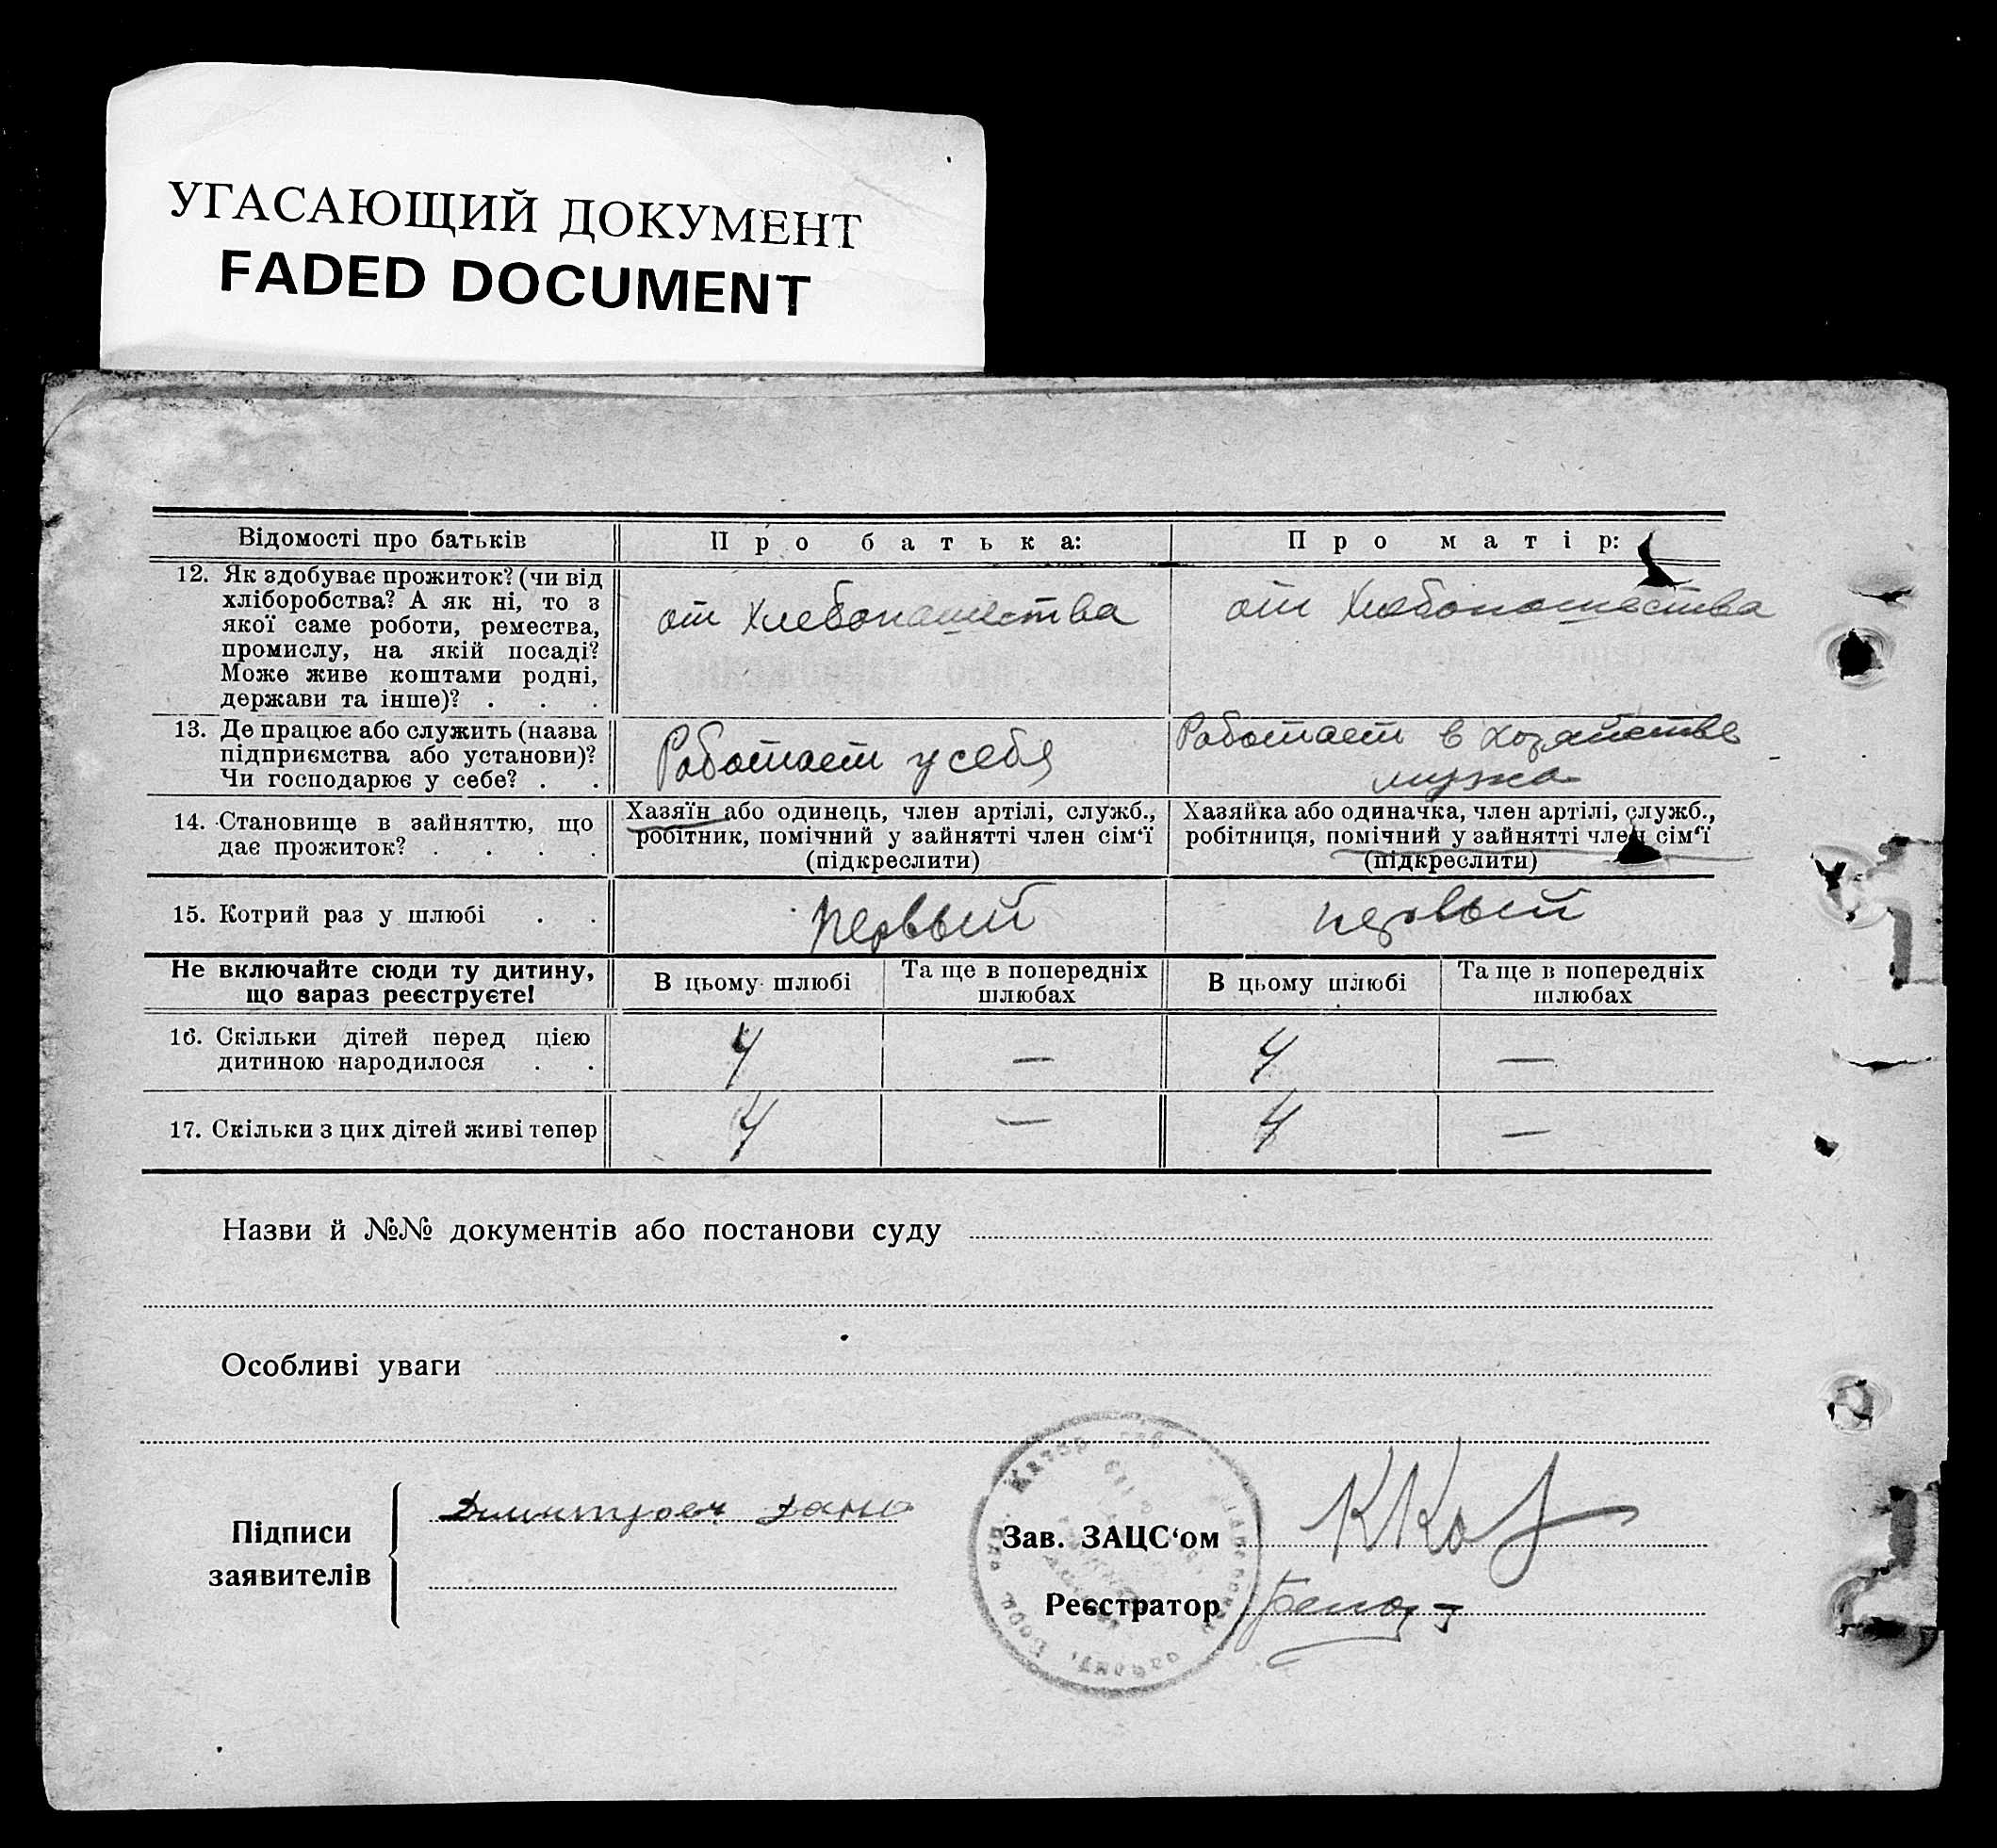 УГАСАЮЩИЙ ДОКУМЕНТ
FADED DOCUMENT
Відомості про батьків
Про батька:
Про матір:
12. Як здобуває прожиток? (чи від
хліборобства? А як ні, то з
якої саме роботи, ремества,
промислу, на якій посаді?
Може живе коштами родні,
держави та інше)? . . .
от хлебопашества
от хлебопашества
13. Де працює або служить (назва
підприємства або установи)?
Чи господарює у себе? . .
Работает у себя
Работает в хозяйстве
мужа
14. Становище в зайняттю, що
дає прожиток? . . . .
Хазяїн або одинець, член артілі, служб.,
робітник, помічний у зайнятті член сім‘ї
(підкреслити)
Хазяйка або одиначка, член артілі, служб.,
робітниця, помічний у зайнятті член сім‘ї
(підкреслити)
15. Котрий раз у шлюбі . .
первый
первый
Не включайте сюди ту дитину,
що зараз реєструєте!
В цьому шлюбі
Та ще в попередніх
шлюбах
В цьому шлюбі
Та ще в попередніх
шлюбах
16. Скільки дітей перед цією
дитиною народилося . .
4 — 4 —
17. Скільки з цих дітей живі тепер
4 — 4 —
Назви й №№ документів або постанови суду
Особливі уваги
Підписи
заявителів
Зав. ЗАЦС‘ом
Реєстратор